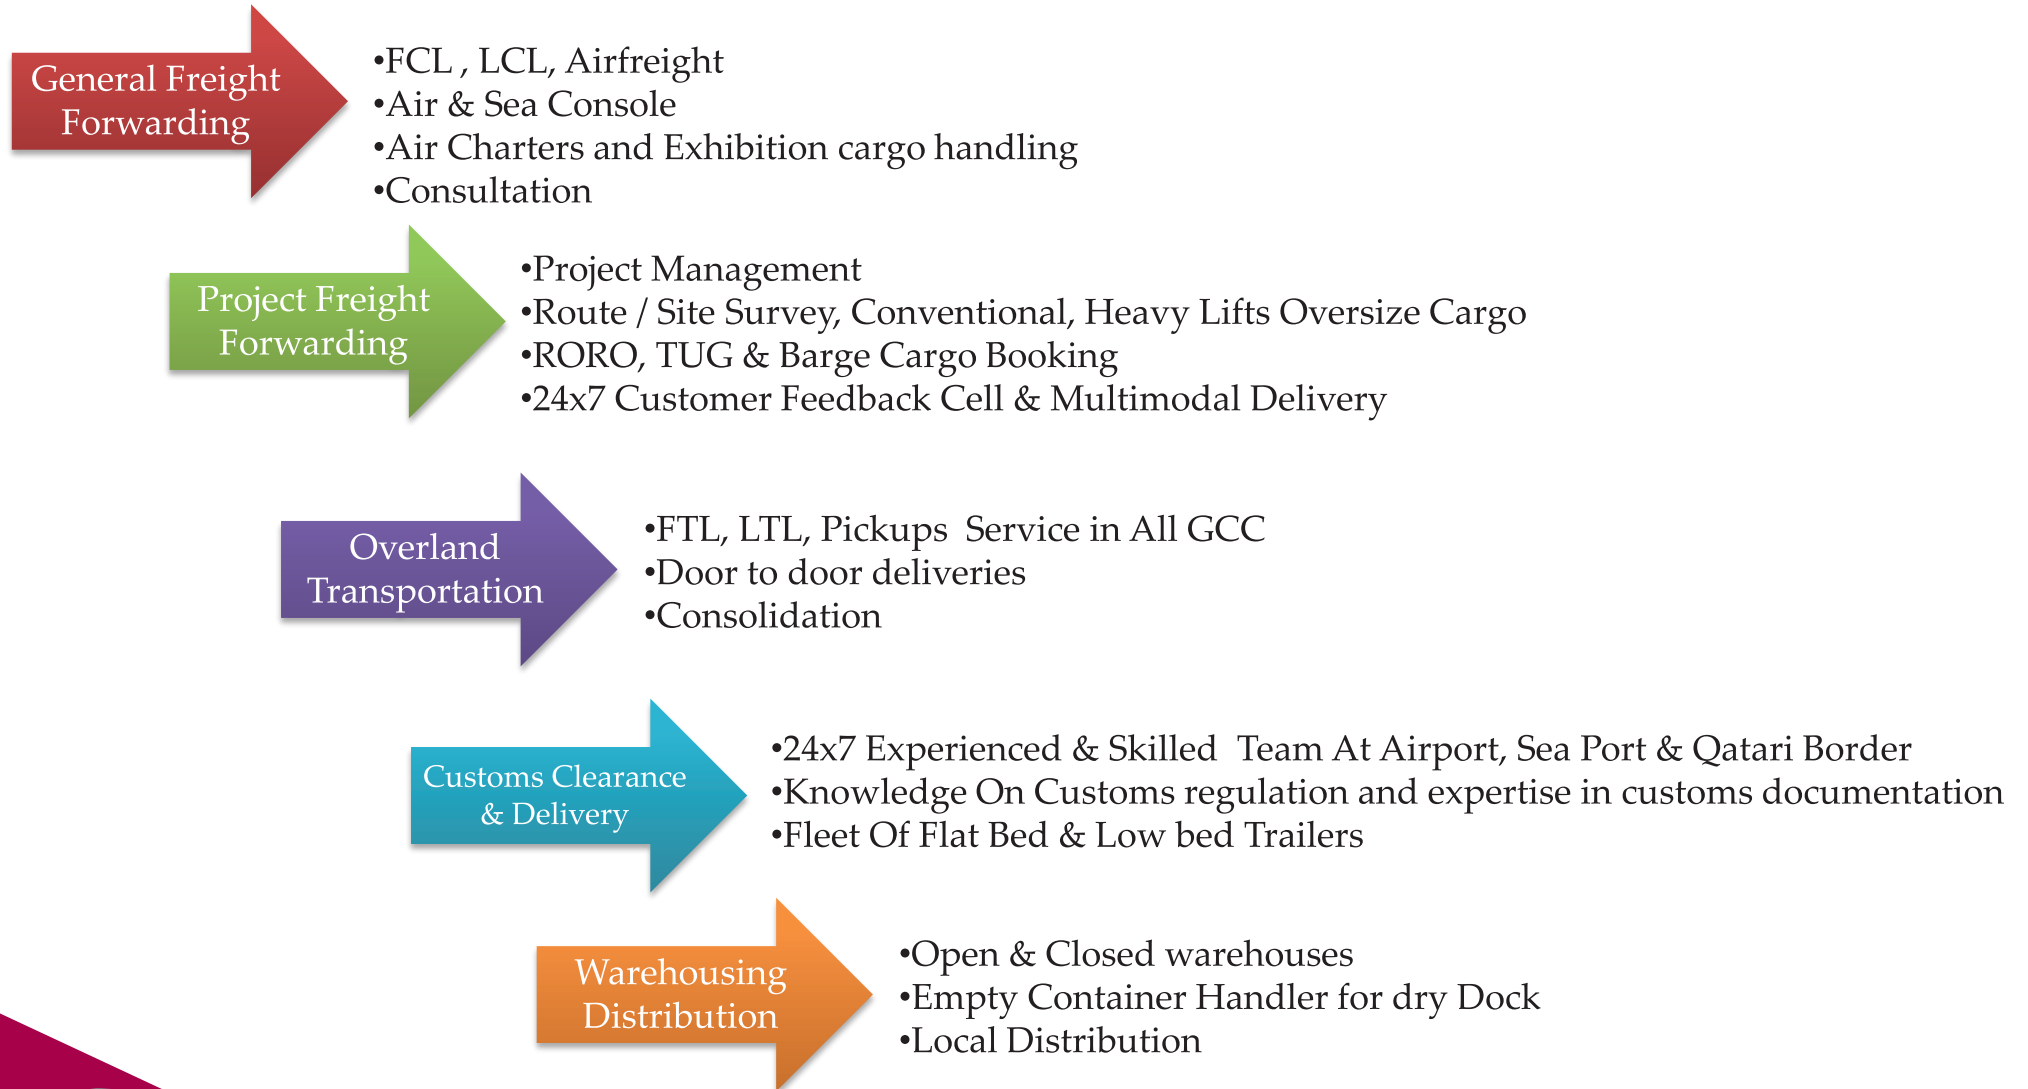 General Freight
Forwarding
•FCL , LCL, Airfreight
•Air & Sea Console
•Air Charters and Exhibition cargo handling
•Consultation
Project Freight
Forwarding
•Project Management
•Route / Site Survey, Conventional, Heavy Lifts Oversize Cargo
•RORO, TUG & Barge Cargo Booking
•24x7 Customer Feedback Cell & Multimodal Delivery
Overland
Transportation
•FTL, LTL, Pickups  Service in All GCC
•Door to door deliveries
•Consolidation
Customs Clearance
& Delivery
•24x7 Experienced & Skilled  Team At Airport, Sea Port & Qatari Border
•Knowledge On Customs regulation and expertise in customs documentation
•Fleet Of Flat Bed & Low bed Trailers
Warehousing
Distribution
•Open & Closed warehouses
•Empty Container Handler for dry Dock
•Local Distribution